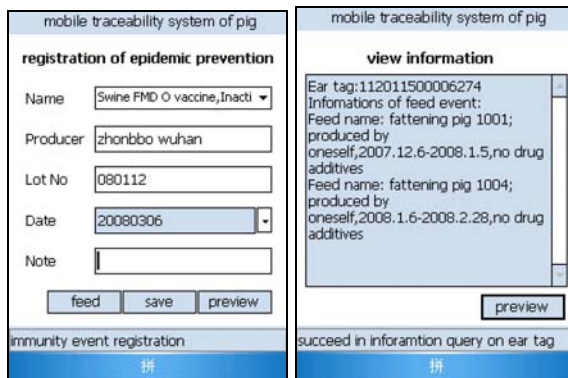 mobile traceability system of pig
registration of epidemic prevention
Name Swine FMD O vaccine,Inacti
Producer zhonbbo wuhan
Lot No 080112
Date 20080306
Note
feed save preview
immunity event registration
拼
mobile traceability system of pig
view information
Ear tag:112011500006274
Infomations of feed event:
Feed name: fattening pig 1001;
produced by
oneself,2007.12.6-2008.1.5,no drug
additives
Feed name: fattening pig 1004;
produced by
oneself,2008.1.6-2008.2.28,no drug
additives
preview
succeed in inforamtion query on ear tag
拼